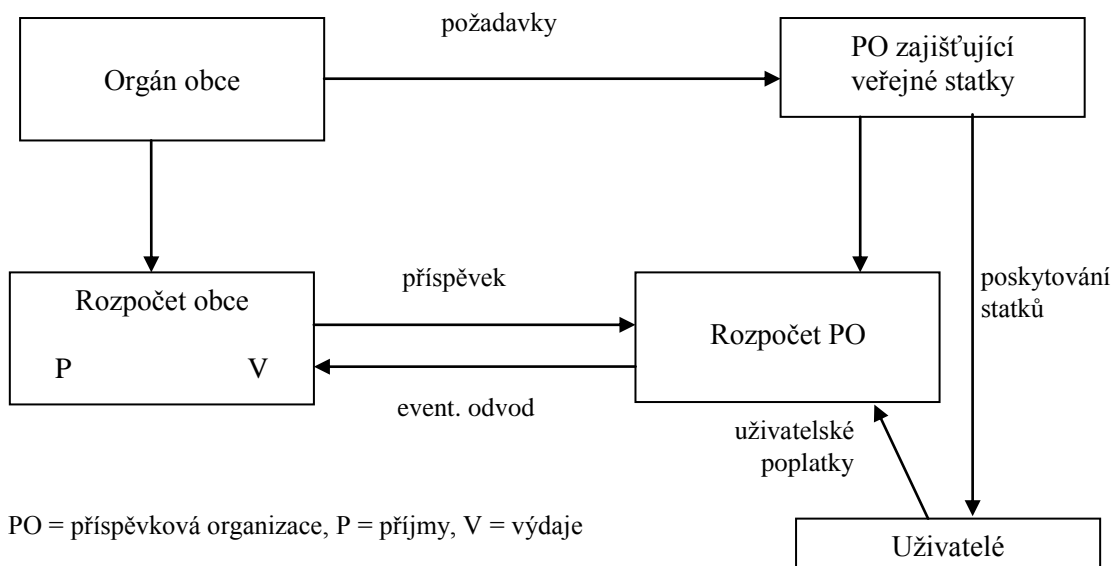 požadavky
Orgán obce
PO zajišťující
veřejné statky
Rozpočet obce
P V
příspěvek
event. odvod
Rozpočet PO
poskytování
statků
uživatelské
poplatky
PO = příspěvková organizace, P = příjmy, V = výdaje
Uživatelé